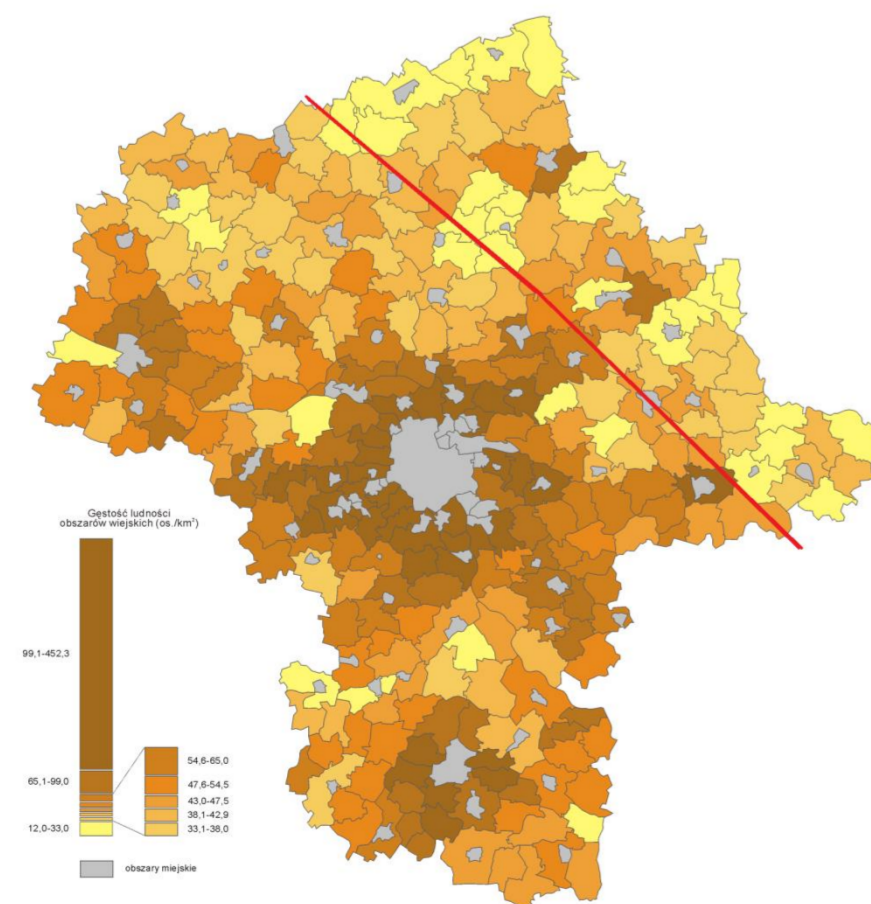 Gęstość ludności
obszarów wiejskich (os./km²)
99,1-452,3
65,1-99,0
12,0-33,0
54,6-65,0
47,6-54,5
43,0-47,5
38,1-42,9
33,1-38,0
obszary miejskie